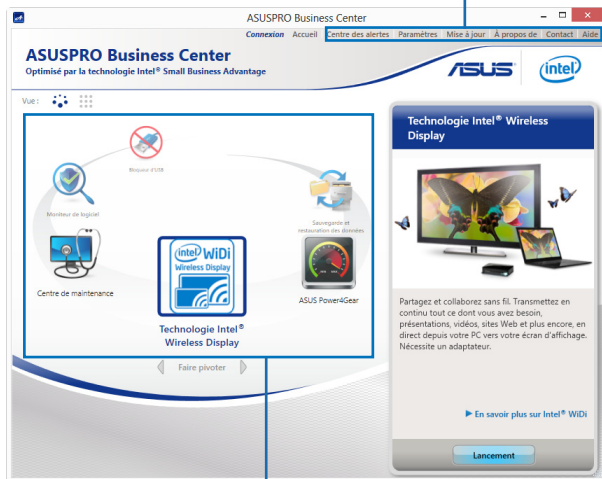 ASUSPRO Business Center
Connexion Accueil Centre des alertes Paramètres Mise à jour À propos de Contact Aide
ASUSPRO Business Center
Optimisé par la technologie Intel® Small Business Advantage
ASUS
intel
Vue :
Technologie Intel® Wireless
Display
Bloqueur d'USB
Moniteur de logiciel
Sauvegarde et
restauration des données
intel WiDi
Wireless Display
Centre de maintenance
ASUS Power4Gear
Technologie Intel®
Wireless Display
Faire pivoter
Partagez et collaborez sans fil. Transmettez en
continu tout ce dont vous avez besoin,
présentations, vidéos, sites Web et plus encore, en
direct depuis votre PC vers votre écran d'affichage.
Nécessite un adaptateur.
En savoir plus sur Intel® WiDi
Lancement